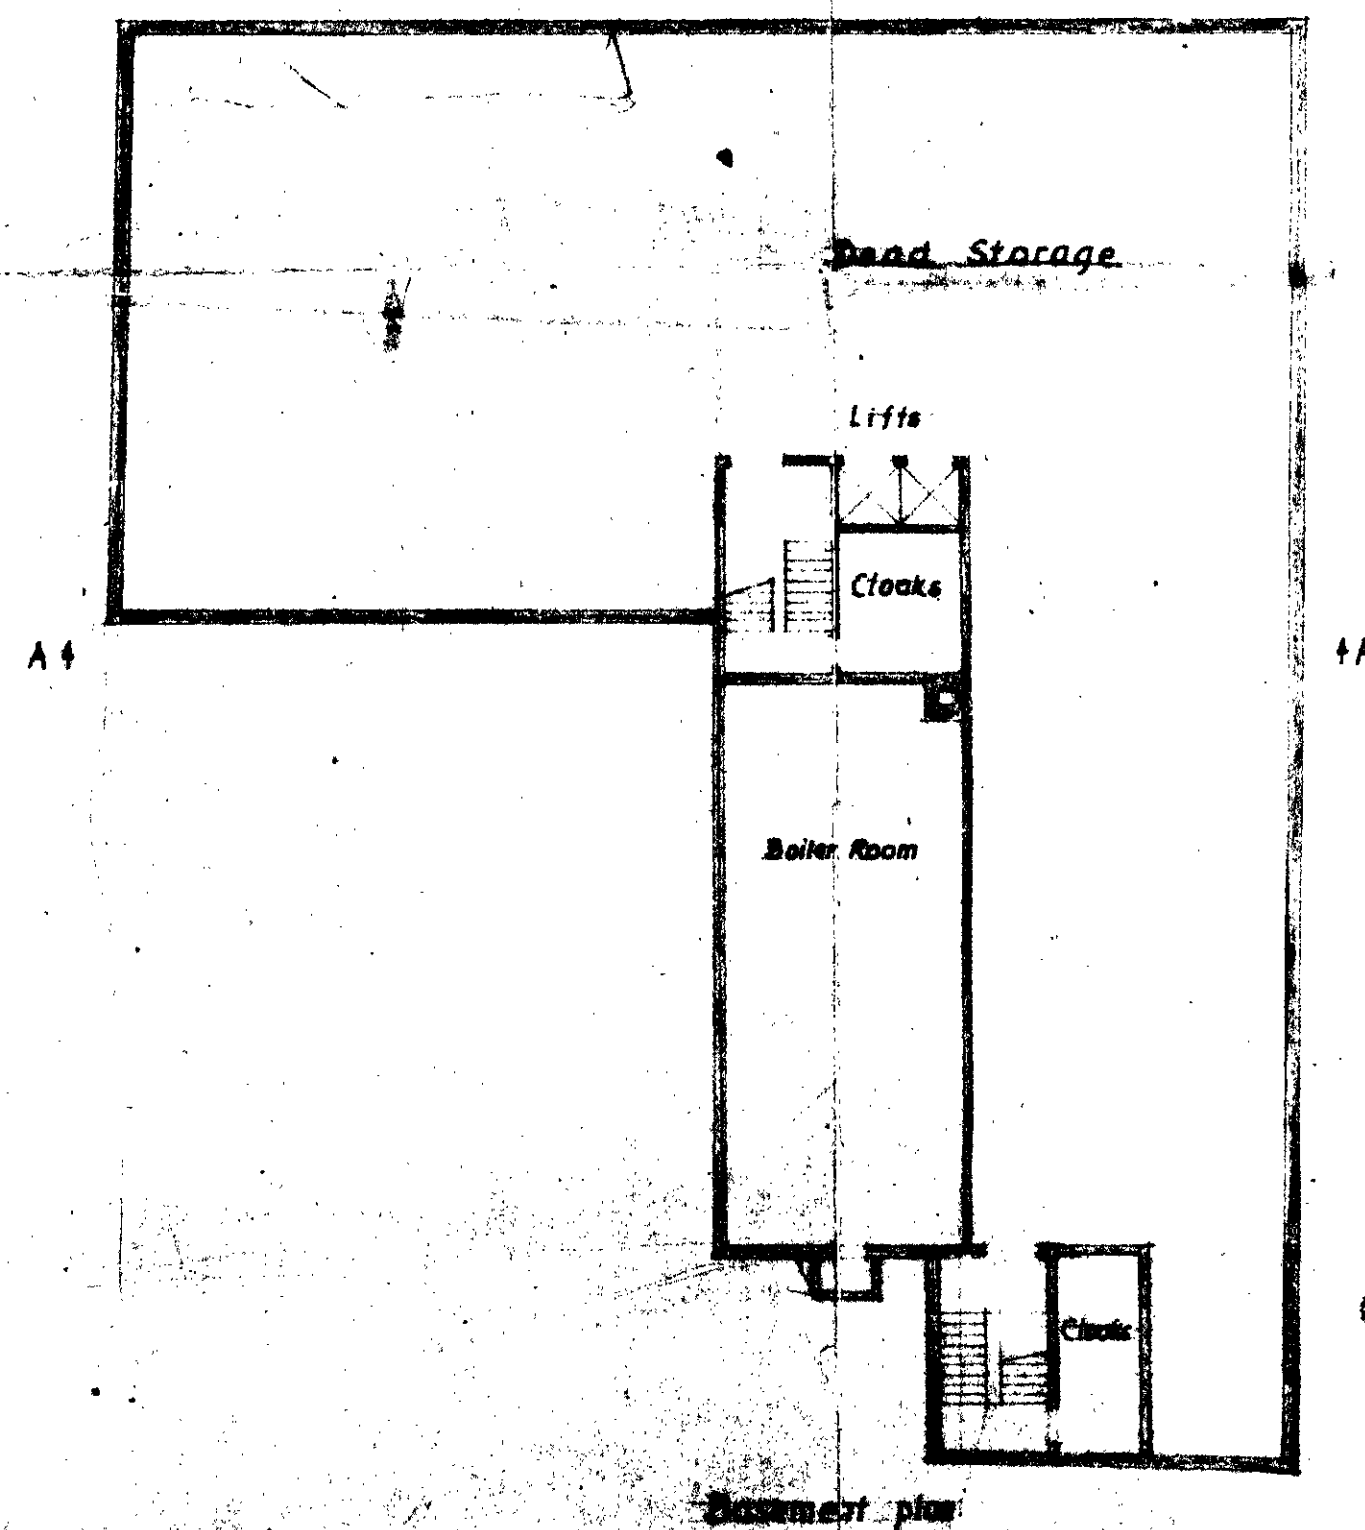 Dead Storage
Lifts
Cloaks
A
A
Boiler Room
Cloaks
Basement plan